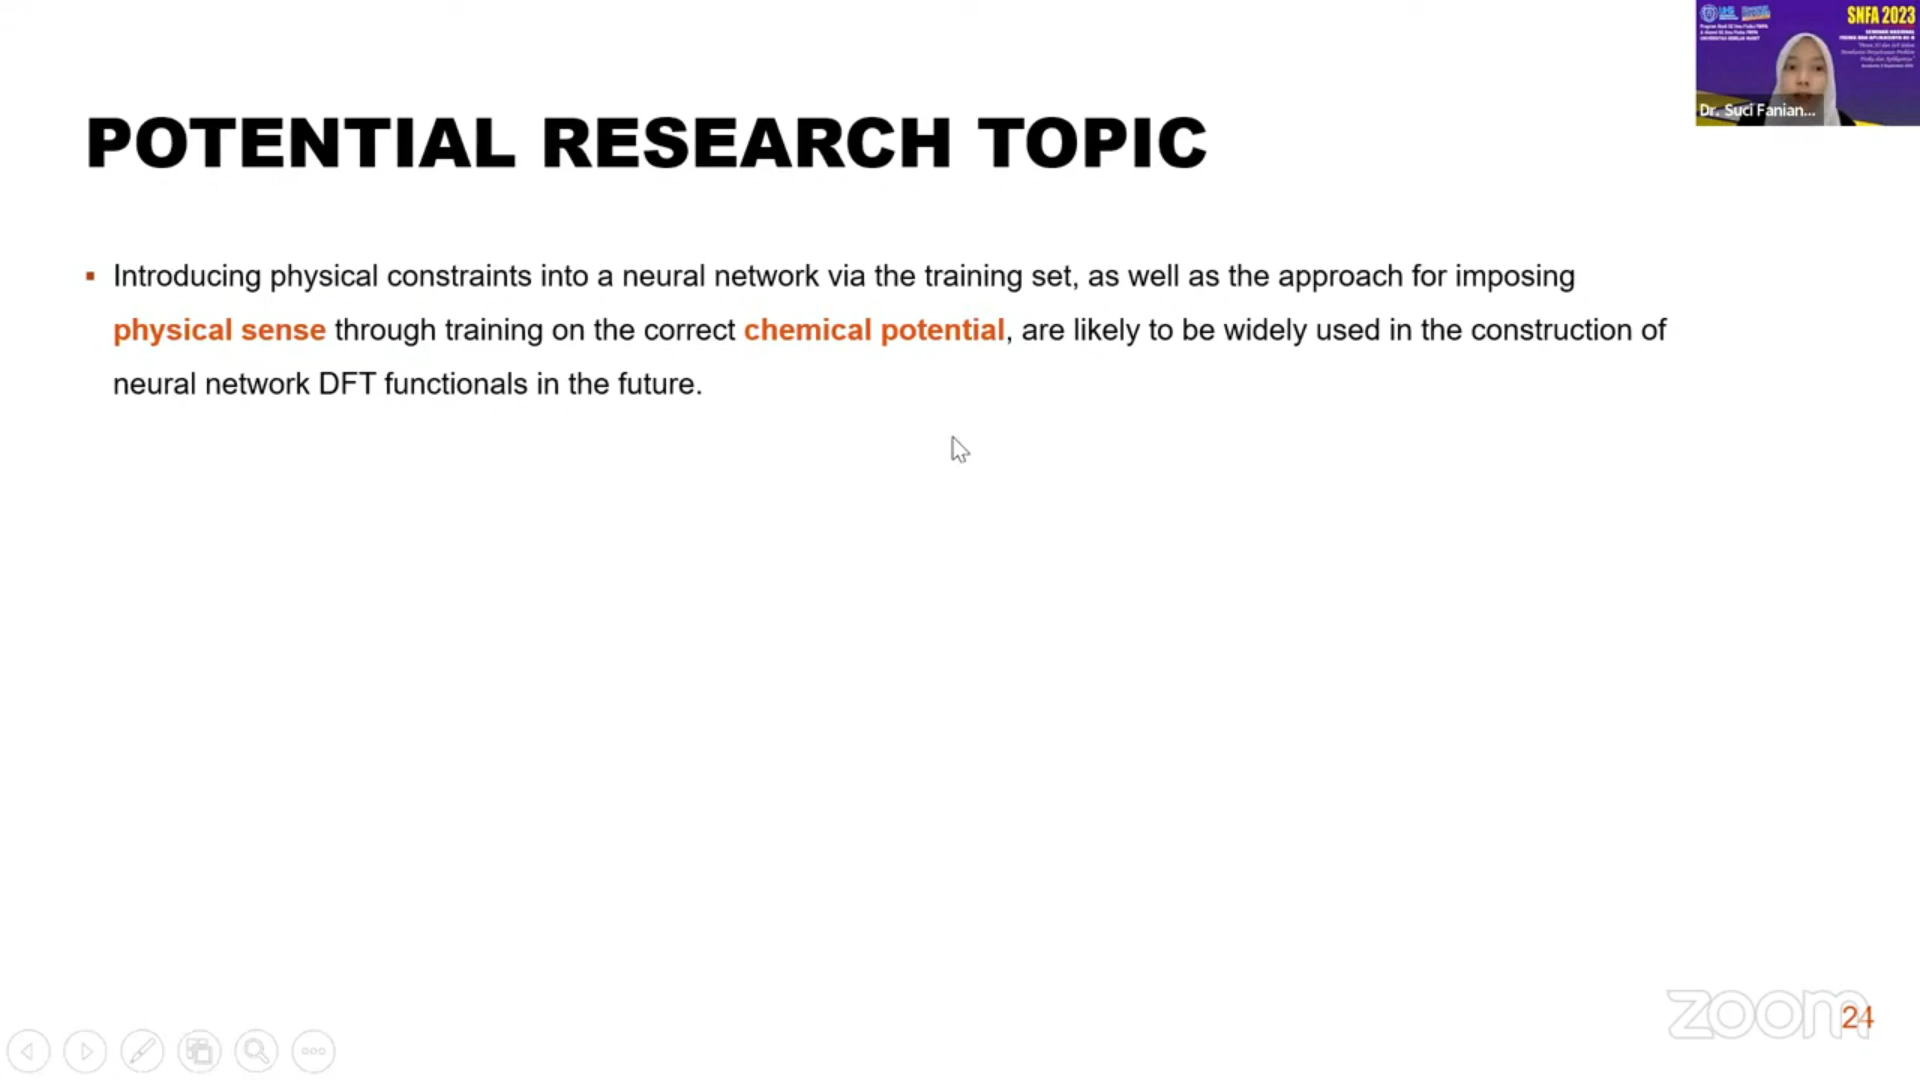 SNFA 2023
Dr. Suci Fanian...
POTENTIAL RESEARCH TOPIC
▪ Introducing physical constraints into a neural network via the training set, as well as the approach for imposing
physical sense through training on the correct chemical potential, are likely to be widely used in the construction of
neural network DFT functionals in the future.
zoom
24